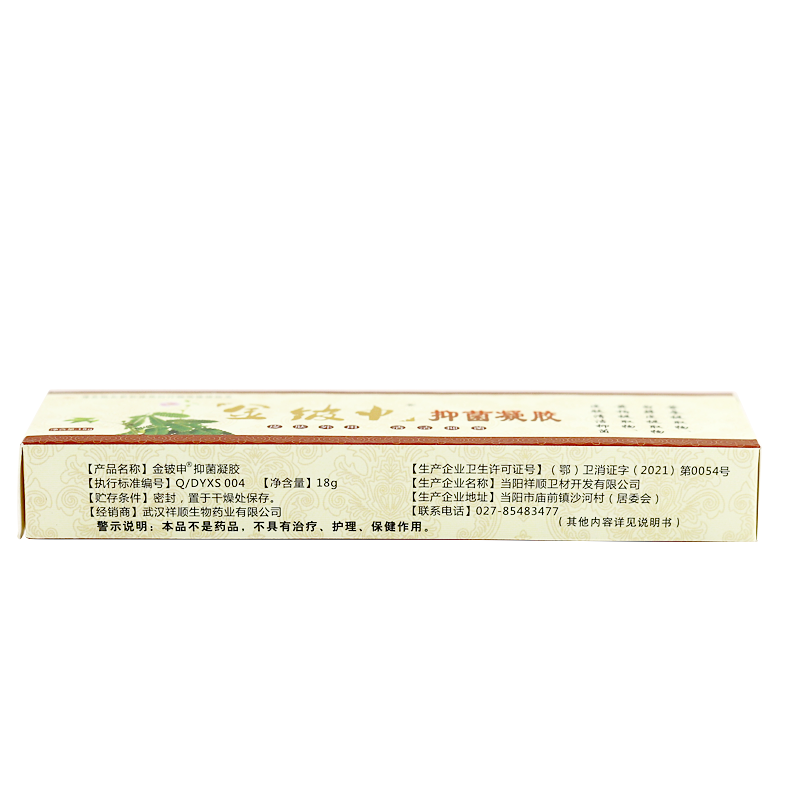 金铍申®抑菌凝胶
【产品名称】金铍申®抑菌凝胶
【执行标准编号】Q/DYXS 004 【净含量】18g
【贮存条件】密封，置于干燥处保存。
【经销商】武汉祥顺生物药业有限公司
警示说明：本品不是药品，不具有治疗、护理、保健作用。
【生产企业卫生许可证号】（鄂）卫消证字（2021）第0054号
【生产企业名称】当阳祥顺卫材开发有限公司
【生产企业地址】当阳市庙前镇沙河村（居委会）
【联系电话】027-85483477
（其他内容详见说明书）